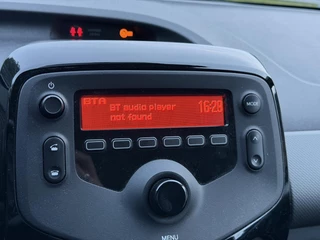 BTA
BT audio player
16:28
not found
MODE
MENU